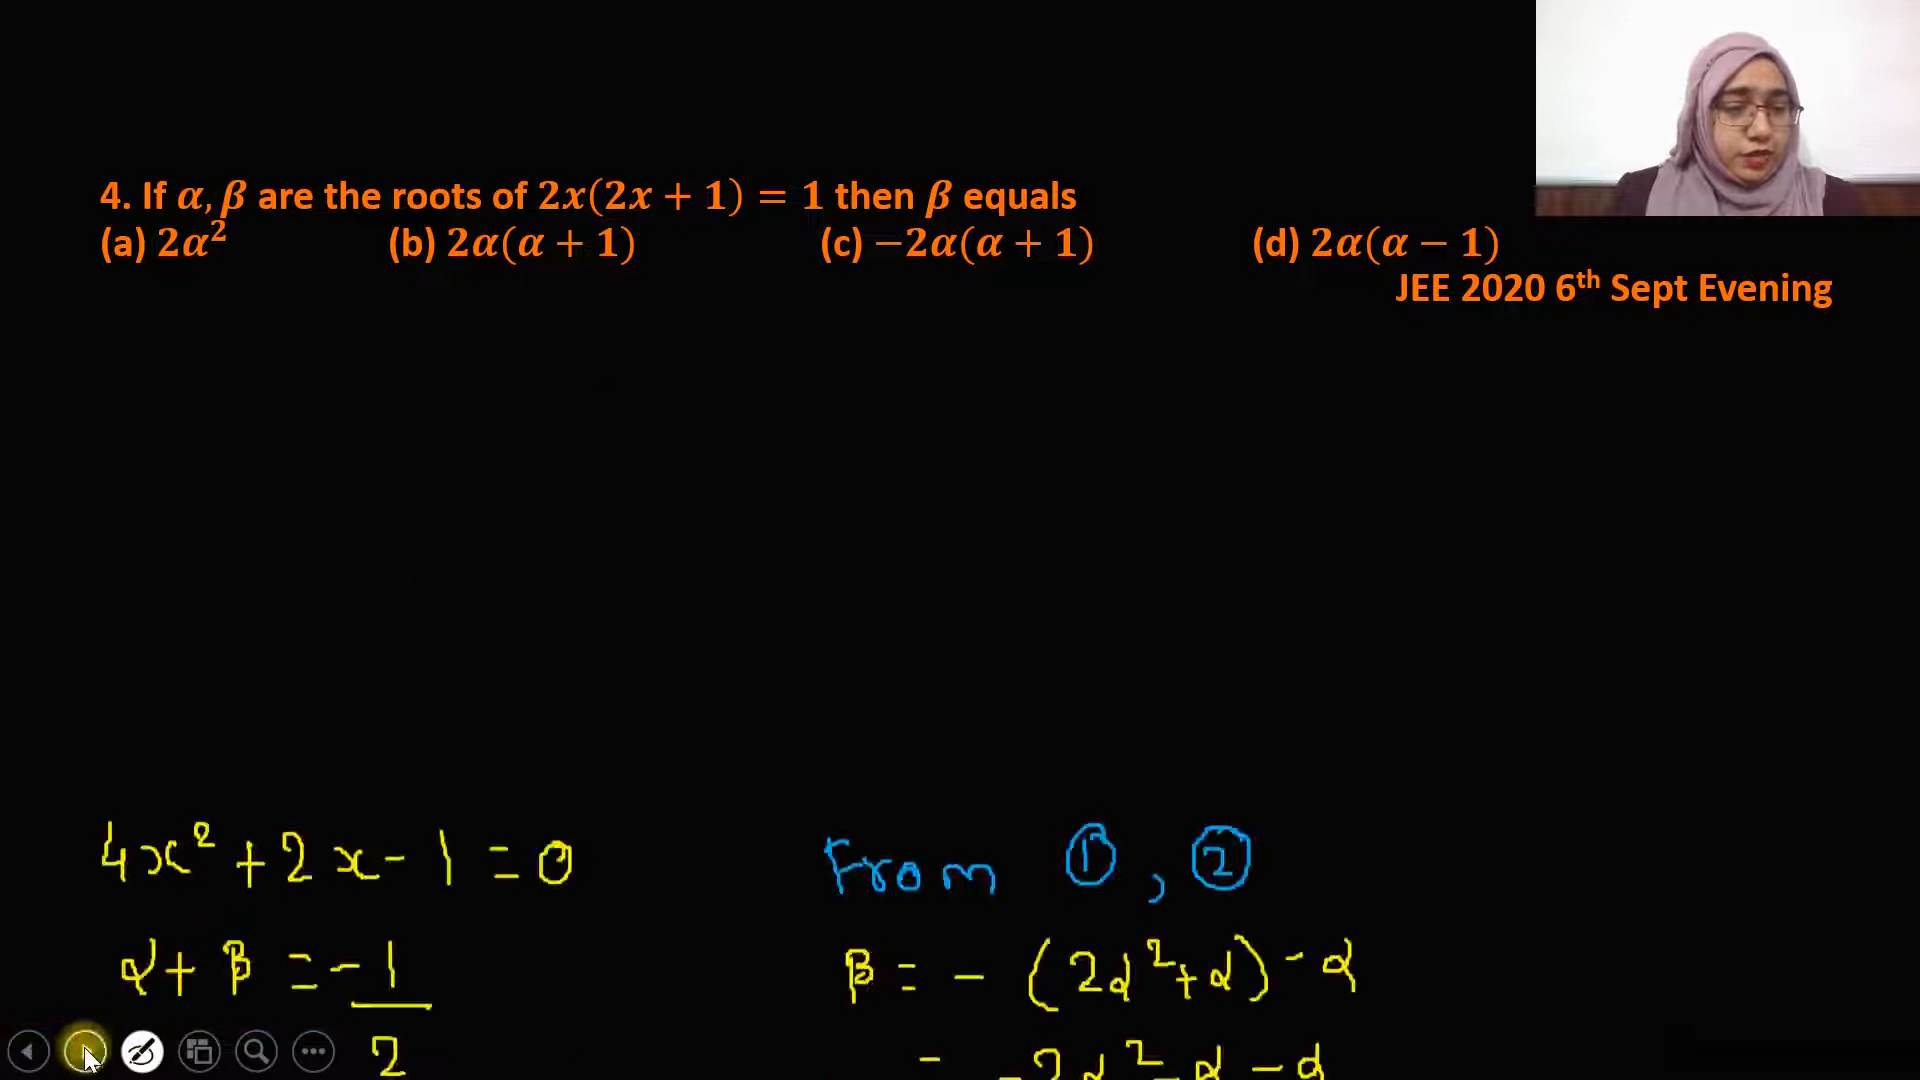 4. If α, β are the roots of 2x(2x + 1) = 1 then β equals
(a) 2α² (b) 2α(α + 1) (c) −2α(α + 1) (d) 2α(α − 1)
JEE 2020 6th Sept Evening
4x² + 2x - 1 = 0
α + β = -1/2
From ①, ②
β = - (2α² + α) - α
= -2α² - α - α